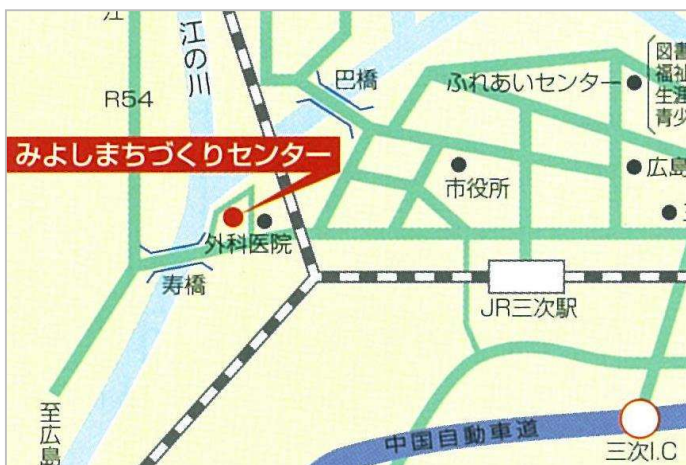 江の川
R54
巴橋
ふれあいセンター
図書
福祉
生涯
青少
みよしまちづくりセンター
市役所
広島
外科医院
寿橋
JR三次駅
至広島
中国自動車道
三次I.C